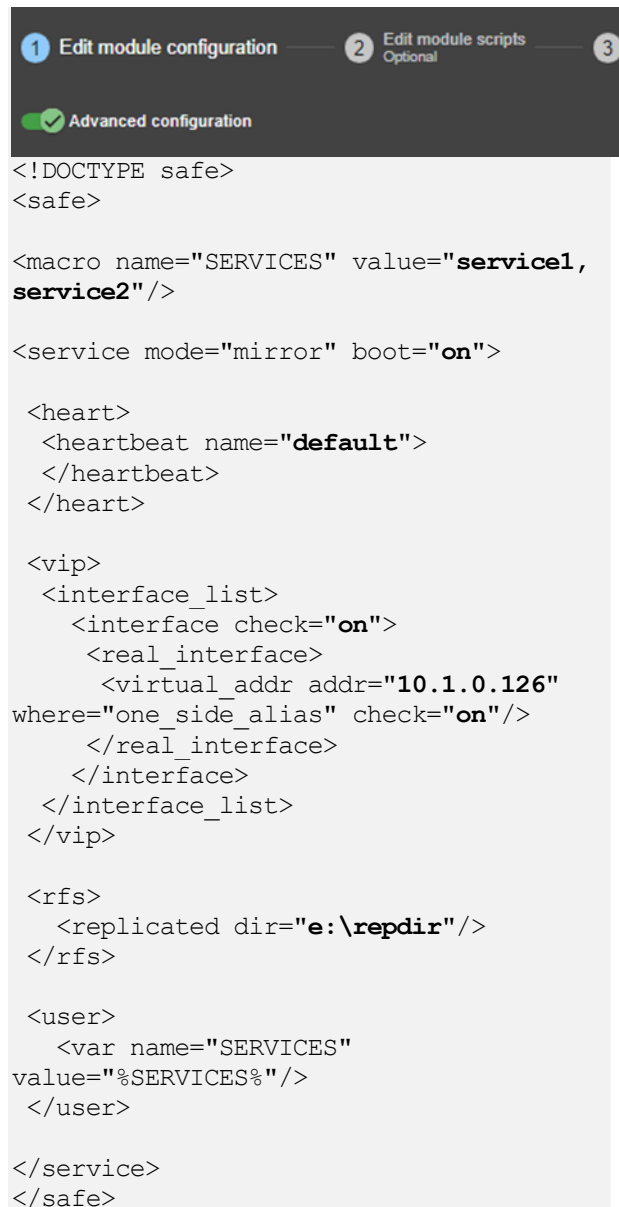 1 Edit module configuration 2 Edit module scripts 3
Optional
Advanced configuration
<!DOCTYPE safe>
<safe>
<macro name="SERVICES" value="service1,
service2"/>
<service mode="mirror" boot="on">
<heart>
<heartbeat name="default">
</heartbeat>
</heart>
<vip>
<interface_list>
<interface check="on">
<real_interface>
<virtual_addr addr="10.1.0.126"
where="one_side_alias" check="on"/>
</real_interface>
</interface>
</interface_list>
</vip>
<rfs>
<replicated dir="e:\repdir"/>
</rfs>
<user>
<var name="SERVICES"
value="%SERVICES%"/>
</user>
</service>
</safe>